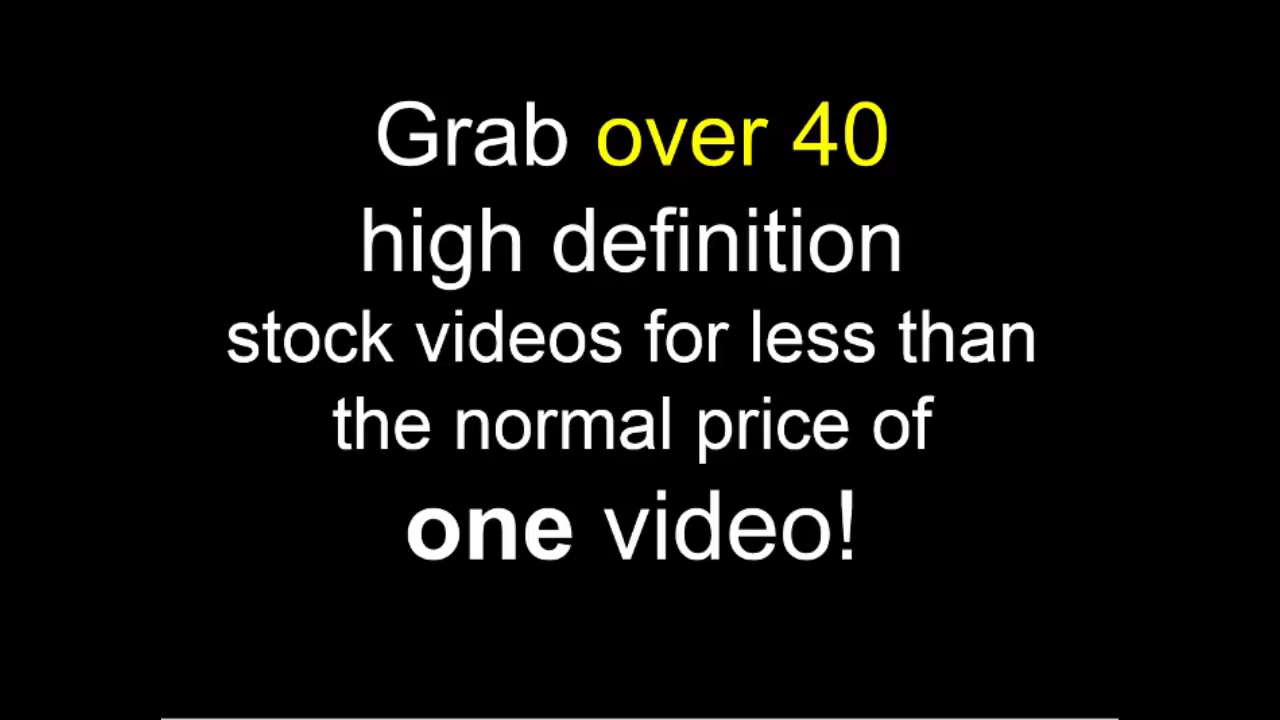 Grab over 40
high definition
stock videos for less than
the normal price of
one video!